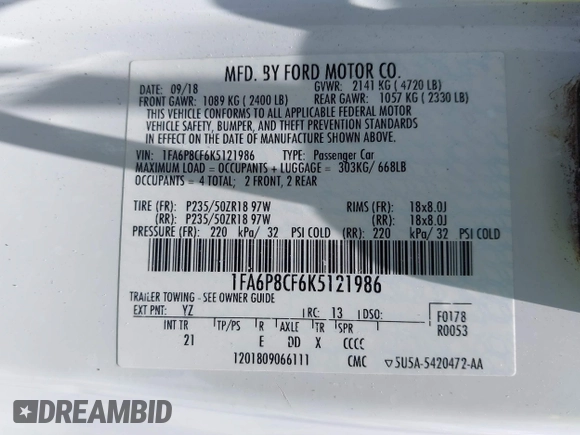 MFD. BY FORD MOTOR CO.
DATE: 09/18 GVWR: 2141 KG ( 4720 LB)
FRONT GAWR: 1089 KG ( 2400 LB) REAR GAWR: 1057 KG ( 2330 LB)
THIS VEHICLE CONFORMS TO ALL APPLICABLE FEDERAL MOTOR
VEHICLE SAFETY, BUMPER, AND THEFT PREVENTION STANDARDS
IN EFFECT ON THE DATE OF MANUFACTURE SHOWN ABOVE.
VIN: 1FA6P8CF6K5121986 TYPE: Passenger Car
MAXIMUM LOAD = OCCUPANTS + LUGGAGE = 303KG/ 668LB
OCCUPANTS = 4 TOTAL; 2 FRONT, 2 REAR
TIRE (FR): P235/50ZR18 97W RIMS (FR): 18x8.0J
(RR): P235/50ZR18 97W (RR): 18x8.0J
PRESSURE (FR): 220 kPa/ 32 PSI COLD (RR): 220 kPa/ 32 PSI COLD
1FA6P8CF6K5121986
TRAILER TOWING - SEE OWNER GUIDE
EXT PNT: YZ RC: 13 DSO: F0178
INT TR TP/PS R AXLE TR SPR R0053
21 E DD X CCCC
1201809066111 CMC ▽5U5A-5420472-AA
DREAMBID